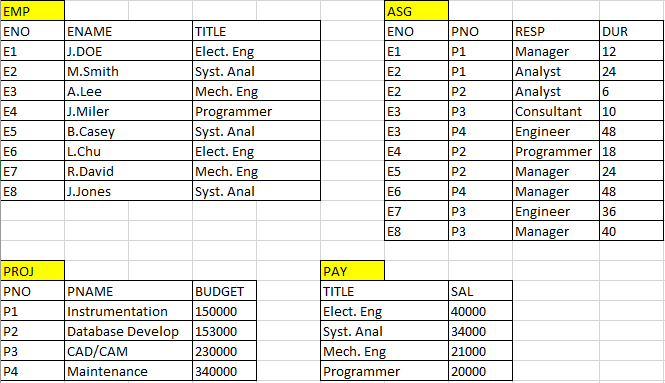 EMP
ENO ENAME TITLE
E1 J.DOE Elect. Eng
E2 M.Smith Syst. Anal
E3 A.Lee Mech. Eng
E4 J.Miler Programmer
E5 B.Casey Syst. Anal
E6 L.Chu Elect. Eng
E7 R.David Mech. Eng
E8 J.Jones Syst. Anal
ASG
ENO PNO RESP DUR
E1 P1 Manager 12
E2 P1 Analyst 24
E2 P2 Analyst 6
E3 P3 Consultant 10
E3 P4 Engineer 48
E4 P2 Programmer 18
E5 P2 Manager 24
E6 P4 Manager 48
E7 P3 Engineer 36
E8 P3 Manager 40
PROJ
PNO PNAME BUDGET
P1 Instrumentation 150000
P2 Database Develop 153000
P3 CAD/CAM 230000
P4 Maintenance 340000
PAY
TITLE SAL
Elect. Eng 40000
Syst. Anal 34000
Mech. Eng 21000
Programmer 20000